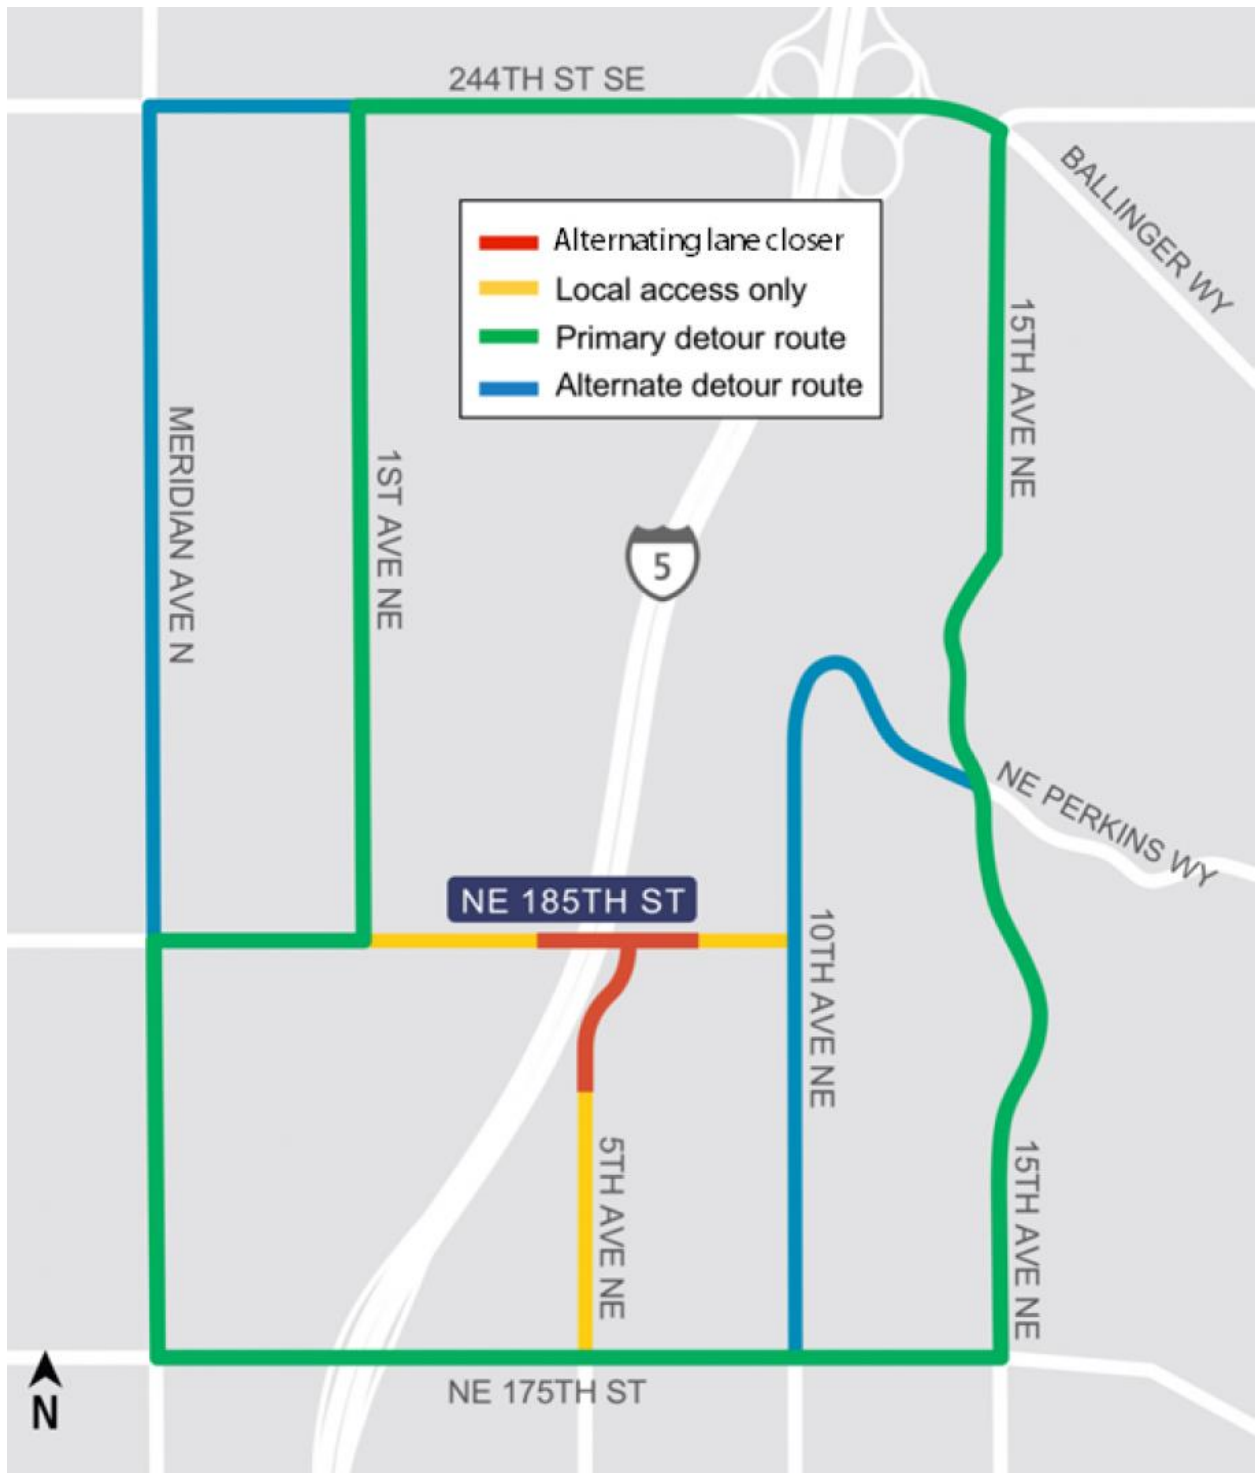 244TH ST SE
BALLINGER WY
Alternating lane closer
Local access only
Primary detour route
Alternate detour route
15TH AVE NE
MERIDIAN AVE N
1ST AVE NE
5
NE PERKINS WY
NE 185TH ST
10TH AVE NE
5TH AVE NE
15TH AVE NE
N
NE 175TH ST